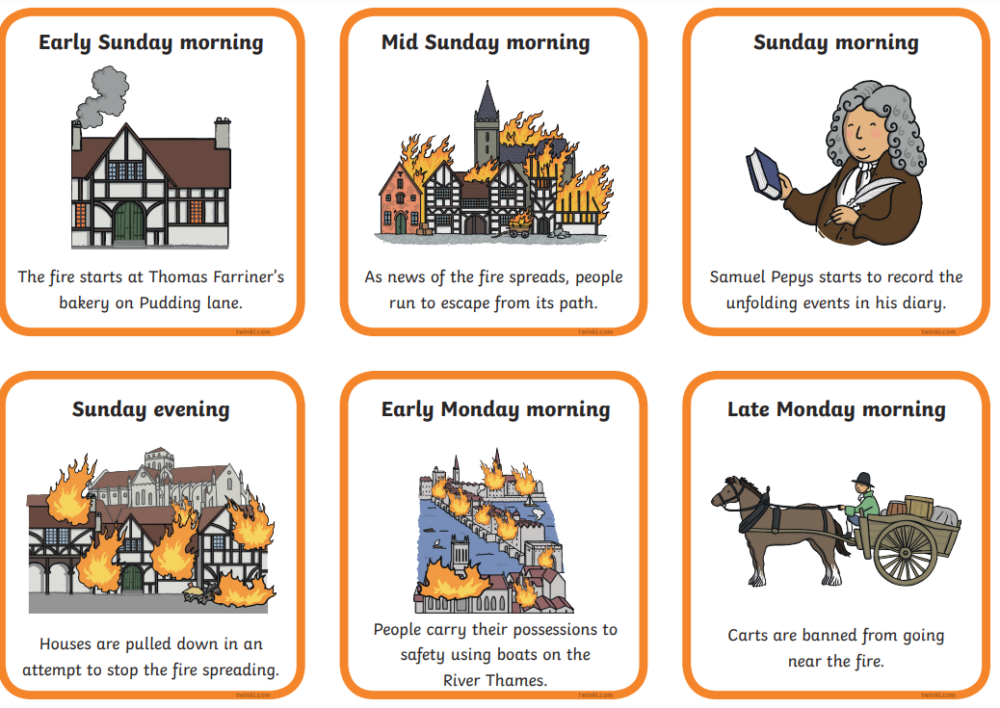 Early Sunday morning
The fire starts at Thomas Farriner's
bakery on Pudding lane.
twinkl.com
Mid Sunday morning
As news of the fire spreads, people
run to escape from its path.
twinkl.com
Sunday morning
Samuel Pepys starts to record the
unfolding events in his diary.
twinkl.com
Sunday evening
Houses are pulled down in an
attempt to stop the fire spreading.
twinkl.com
Early Monday morning
People carry their possessions to
safety using boats on the
River Thames.
twinkl.com
Late Monday morning
Carts are banned from going
near the fire.
twinkl.com